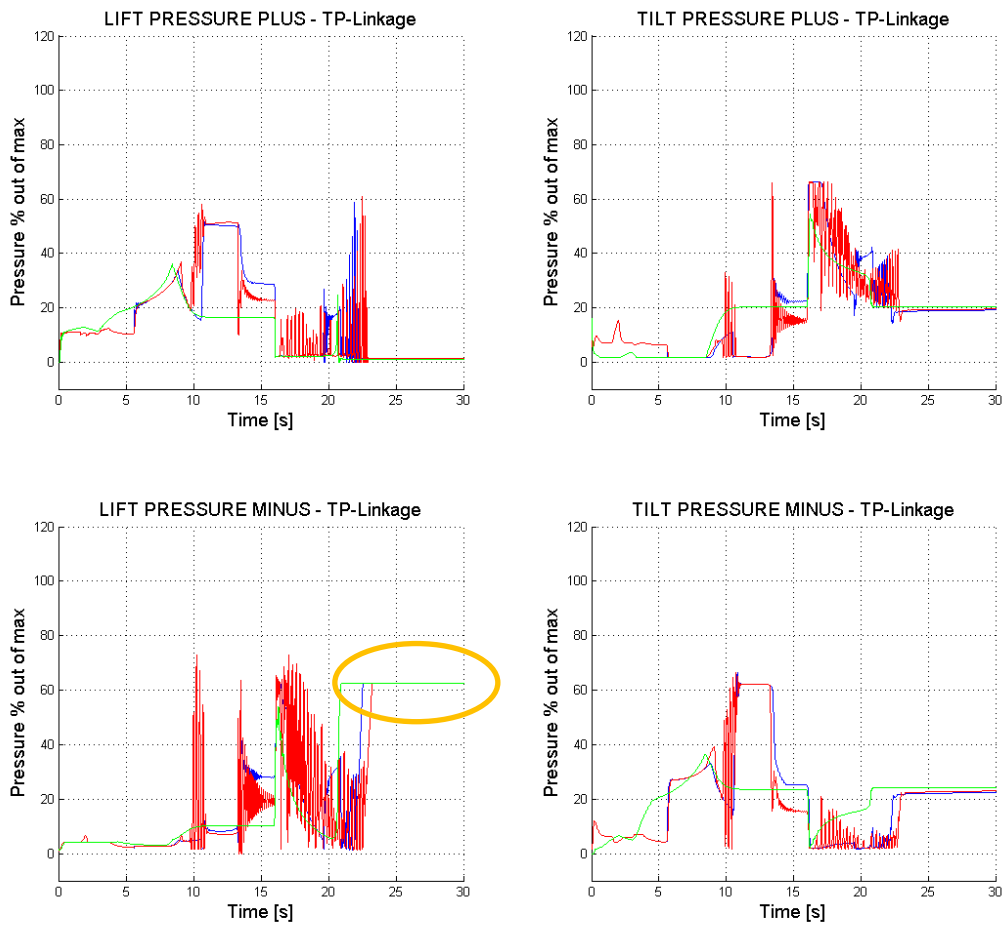 LIFT PRESSURE PLUS - TP-Linkage
120
100
80
60
40
20
0
Pressure % out of max
0 5 10 15 20 25 30
Time [s]
TILT PRESSURE PLUS - TP-Linkage
120
100
80
60
40
20
0
Pressure % out of max
0 5 10 15 20 25 30
Time [s]
LIFT PRESSURE MINUS - TP-Linkage
120
100
80
60
40
20
0
Pressure % out of max
0 5 10 15 20 25 30
Time [s]
TILT PRESSURE MINUS - TP-Linkage
120
100
80
60
40
20
0
Pressure % out of max
0 5 10 15 20 25 30
Time [s]